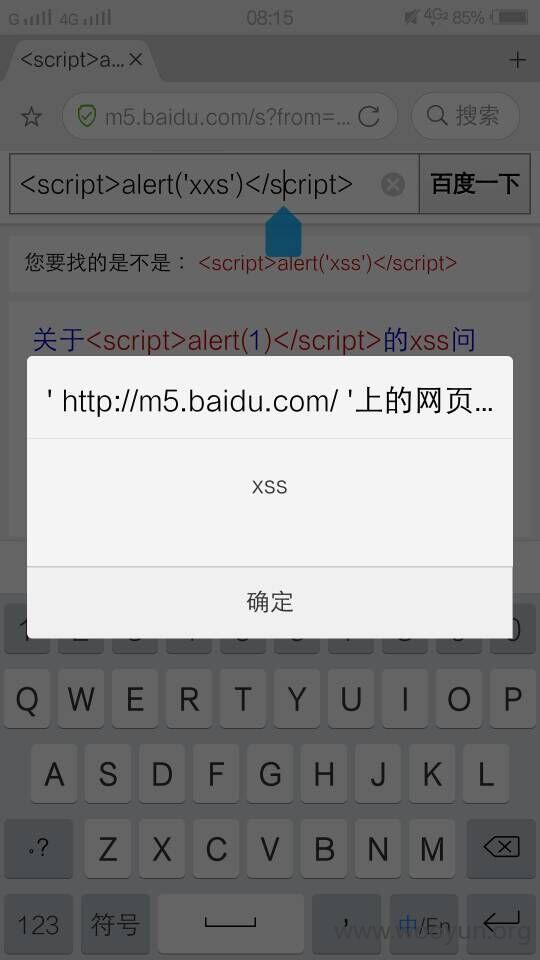 G 4G 08:15 4G 2 85%
<script>a... ×
m5.baidu.com/s?from=... 搜索
<script>alert('xxs')</script> 百度一下
您要找的是不是： <script>alert('xss')</script>
关于<script>alert(1)</script>的xss问
' http://m5.baidu.com/ '上的网页...
xss
确定
Q W E R T Y U I O P
A S D F G H J K L
.? Z X C V B N M
123 符号 , 中/En
www.wooyun.org